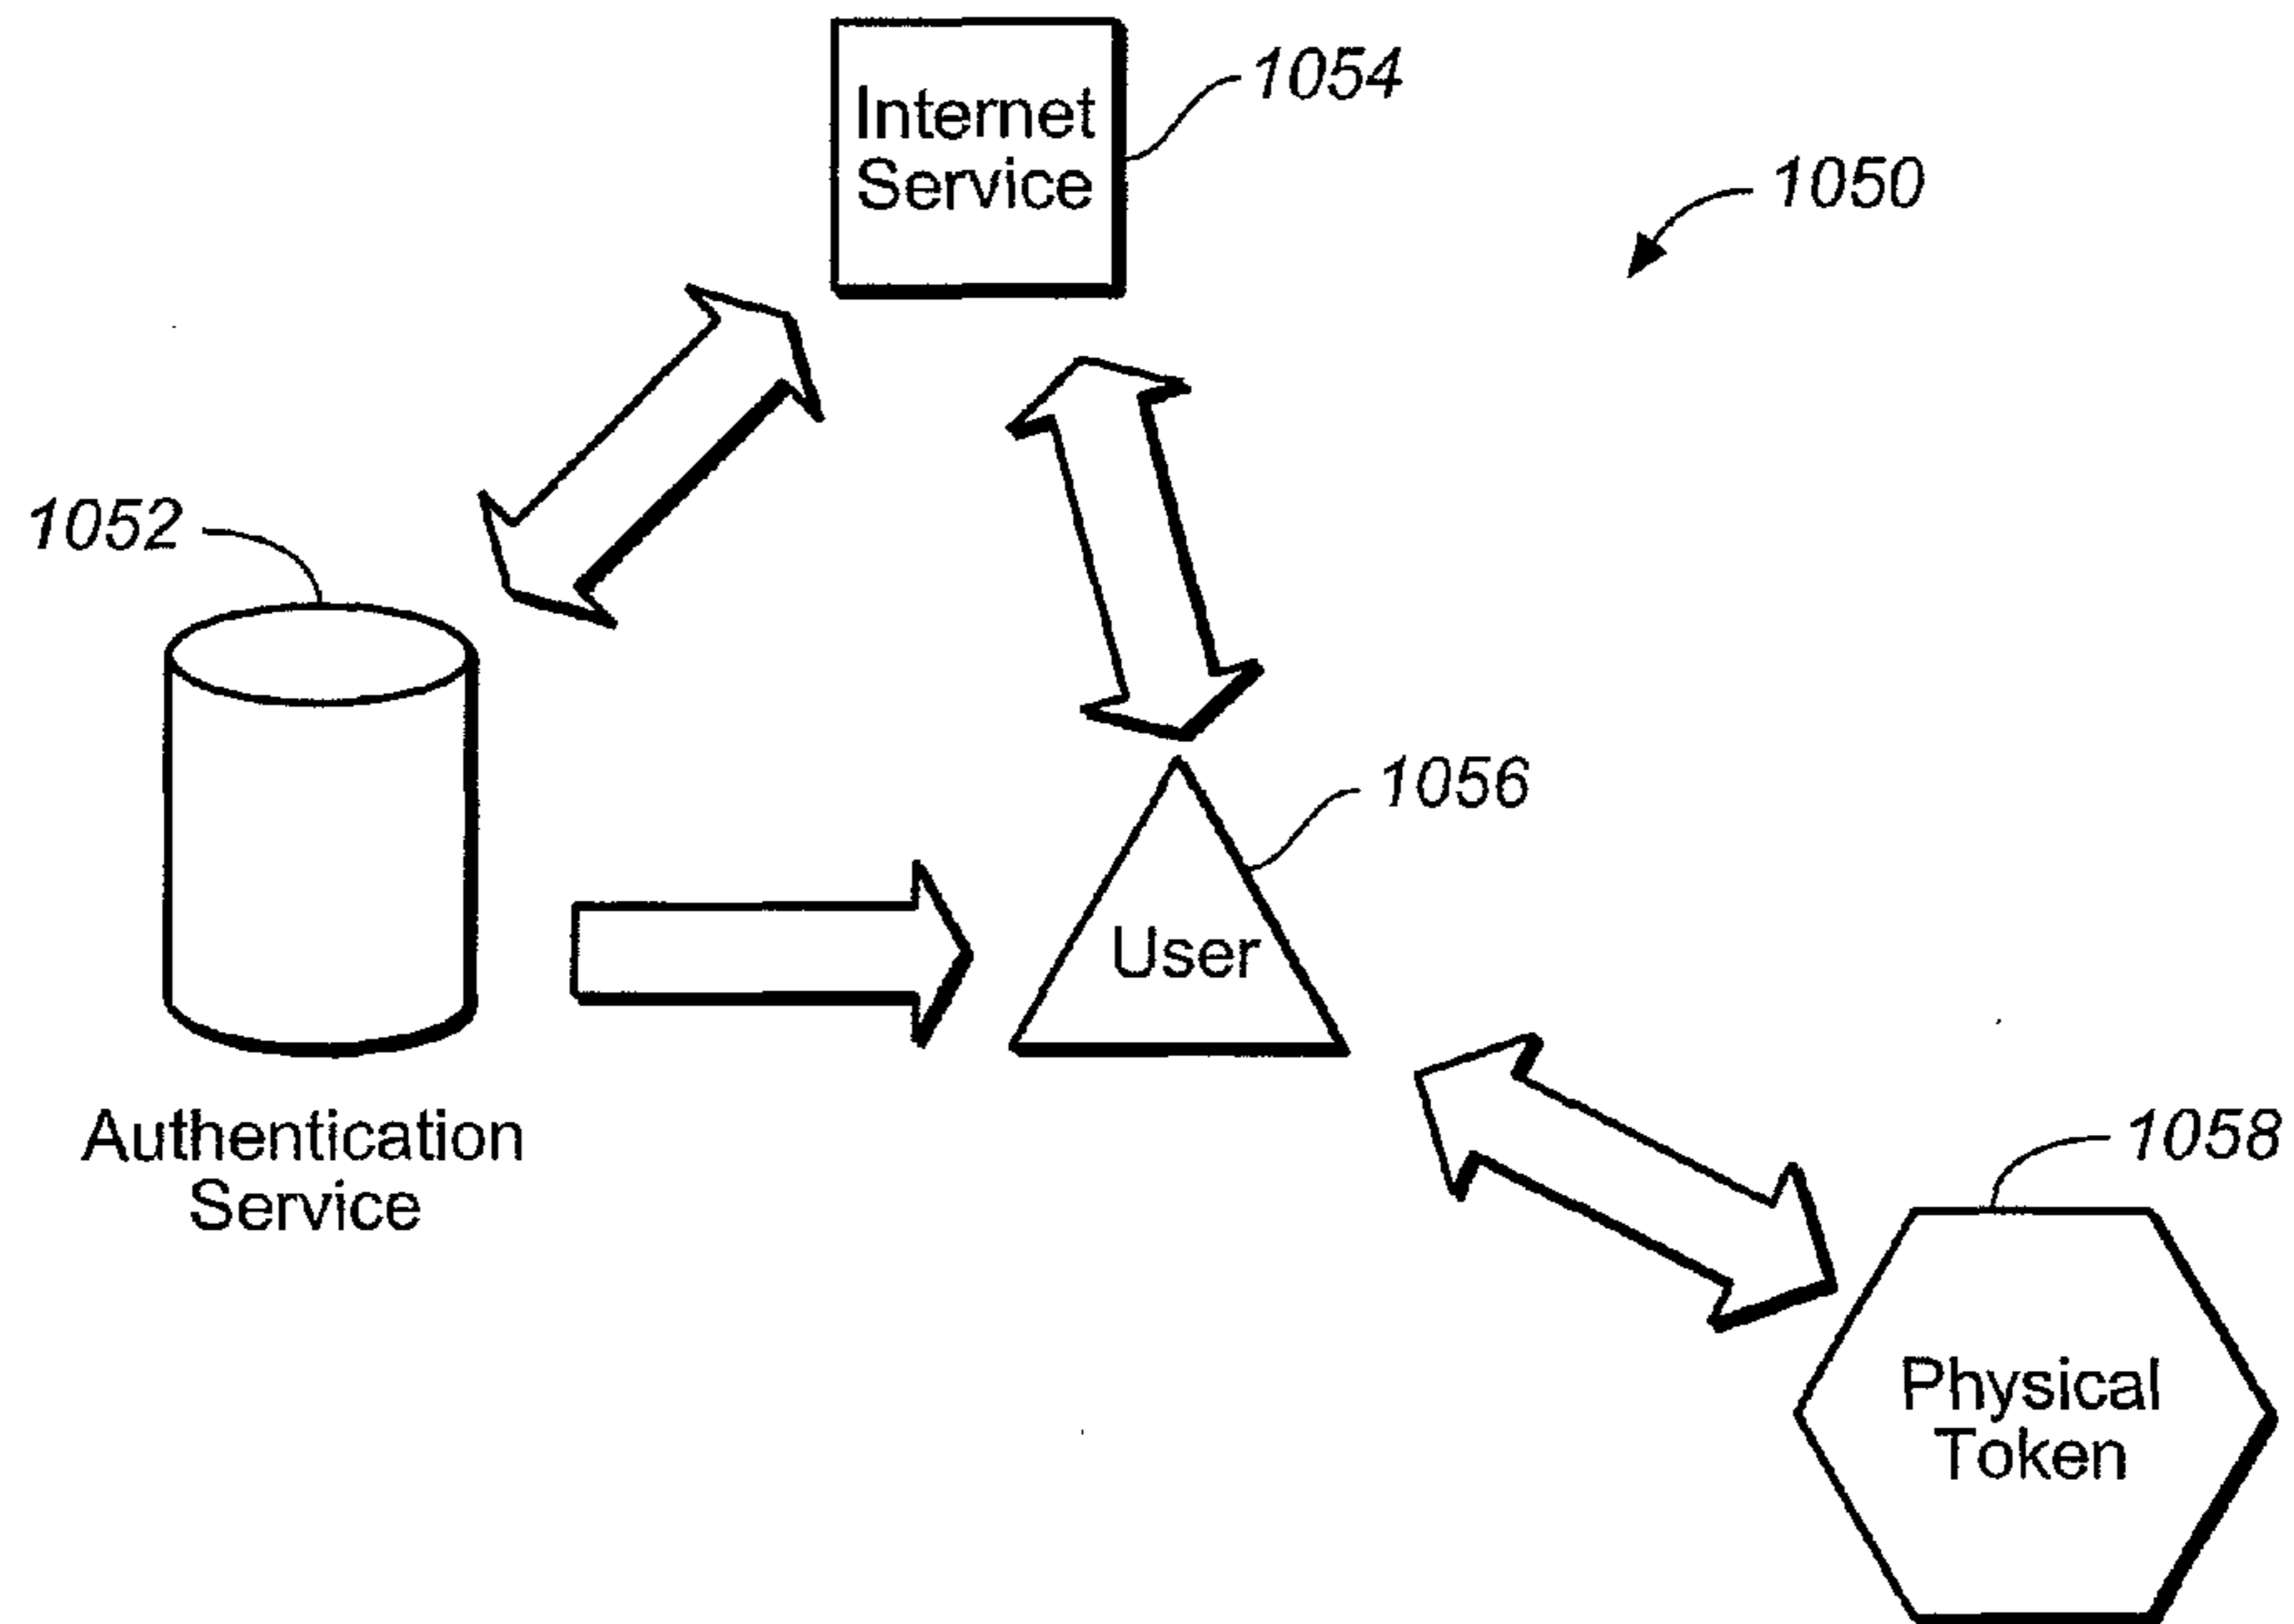 Internet
Service
1054
1050
1052
1056
User
Authentication
Service
1058
Physical
Token